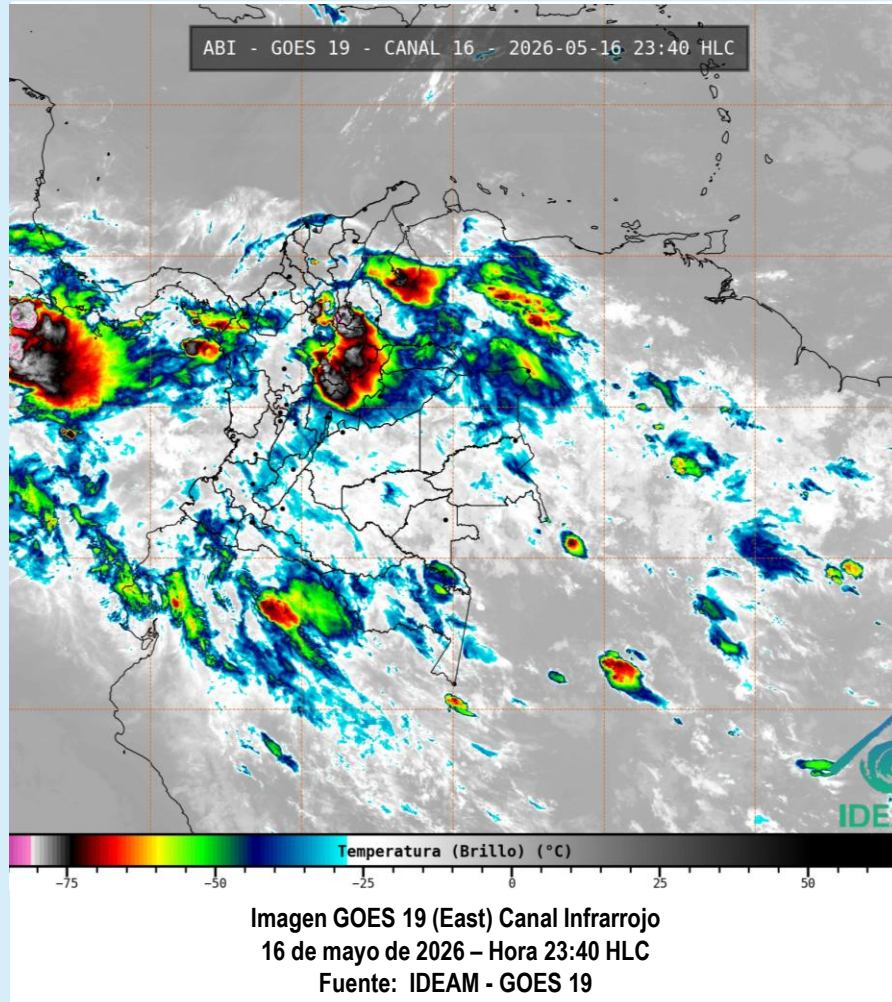 ABI - GOES 19 - CANAL 16 - 2026-05-16 23:40 HLC
Temperatura (Brillo) (°C)
−75 −50 −25 0 25 50
Imagen GOES 19 (East) Canal Infrarrojo
16 de mayo de 2026 – Hora 23:40 HLC
Fuente: IDEAM - GOES 19